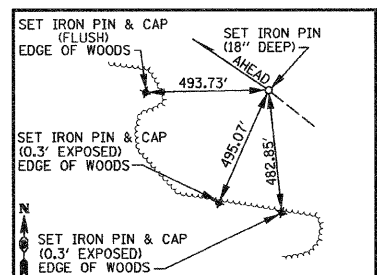 SET IRON PIN & CAP
(FLUSH)
EDGE OF WOODS
SET IRON PIN
(18" DEEP)
AHEAD
493.73'
495.07'
482.85'
SET IRON PIN & CAP
(0.3' EXPOSED)
EDGE OF WOODS
N
SET IRON PIN & CAP
(0.3' EXPOSED)
EDGE OF WOODS